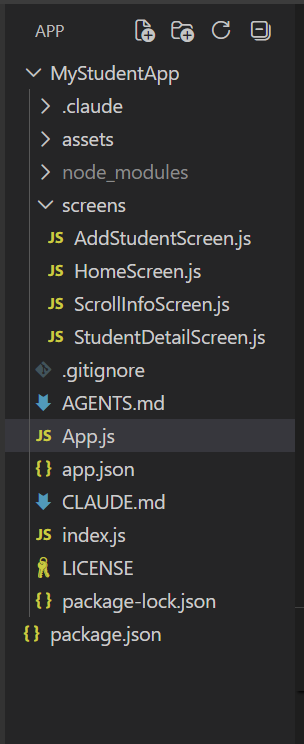 APP
MyStudentApp
.claude
assets
node_modules
screens
JS AddStudentScreen.js
JS HomeScreen.js
JS ScrollInfoScreen.js
JS StudentDetailScreen.js
.gitignore
AGENTS.md
JS App.js
{} app.json
CLAUDE.md
JS index.js
LICENSE
{} package-lock.json
{} package.json